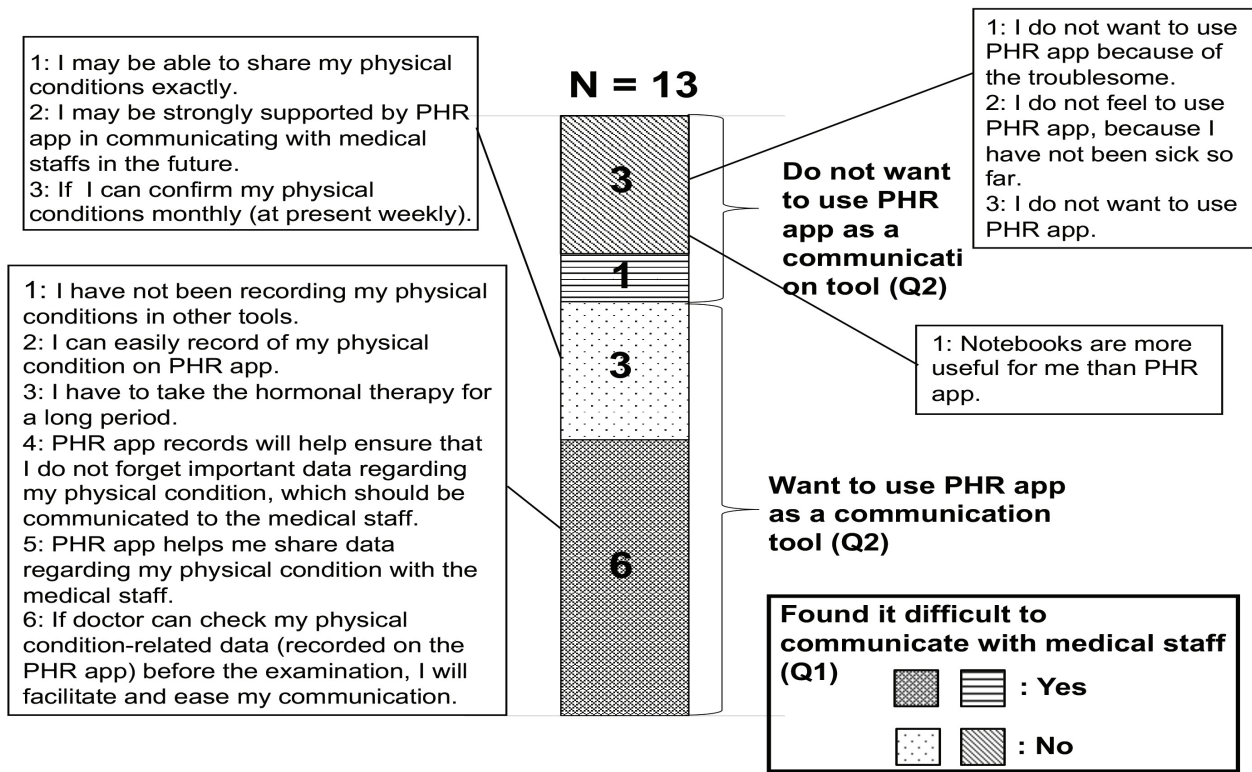 1: I may be able to share my physical
conditions exactly.
2: I may be strongly supported by PHR
app in communicating with medical
staffs in the future.
3: If I can confirm my physical
conditions monthly (at present weekly).
1: I have not been recording my physical
conditions in other tools.
2: I can easily record of my physical
condition on PHR app.
3: I have to take the hormonal therapy for
a long period.
4: PHR app records will help ensure that
I do not forget important data regarding
my physical condition, which should be
communicated to the medical staff.
5: PHR app helps me share data
regarding my physical condition with the
medical staff.
6: If doctor can check my physical
condition-related data (recorded on the
PHR app) before the examination, I will
facilitate and ease my communication.
N = 13
3
1
3
6
Do not want
to use PHR
app as a
communicati
on tool (Q2)
Want to use PHR app
as a communication
tool (Q2)
1: I do not want to use
PHR app because of
the troublesome.
2: I do not feel to use
PHR app, because I
have not been sick so
far.
3: I do not want to use
PHR app.
1: Notebooks are more
useful for me than PHR
app.
Found it difficult to
communicate with medical staff
(Q1)
: Yes
: No